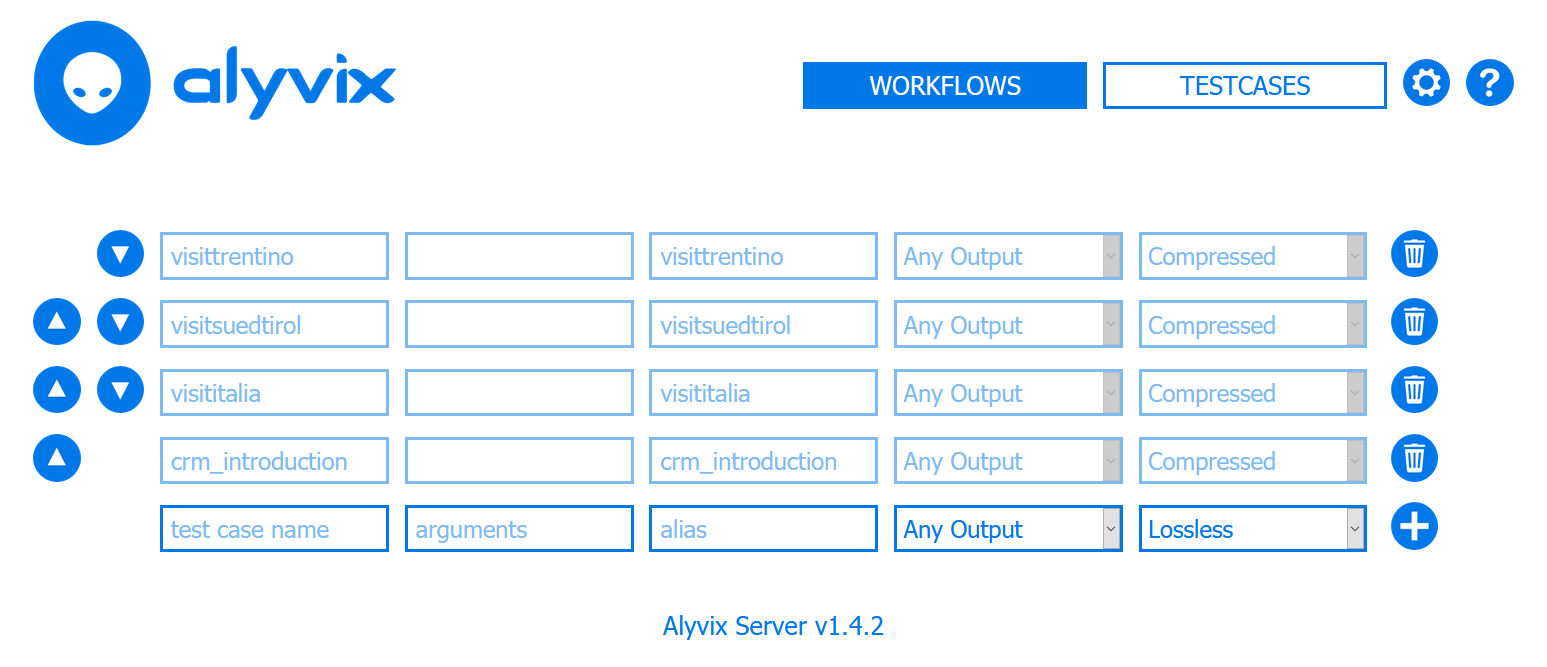 alyvix
WORKFLOWS TESTCASES ?
visittrentino visittrentino Any Output Compressed
visitsuedtirol visitsuedtirol Any Output Compressed
visititalia visititalia Any Output Compressed
crm_introduction crm_introduction Any Output Compressed
test case name arguments alias Any Output Lossless
Alyvix Server v1.4.2